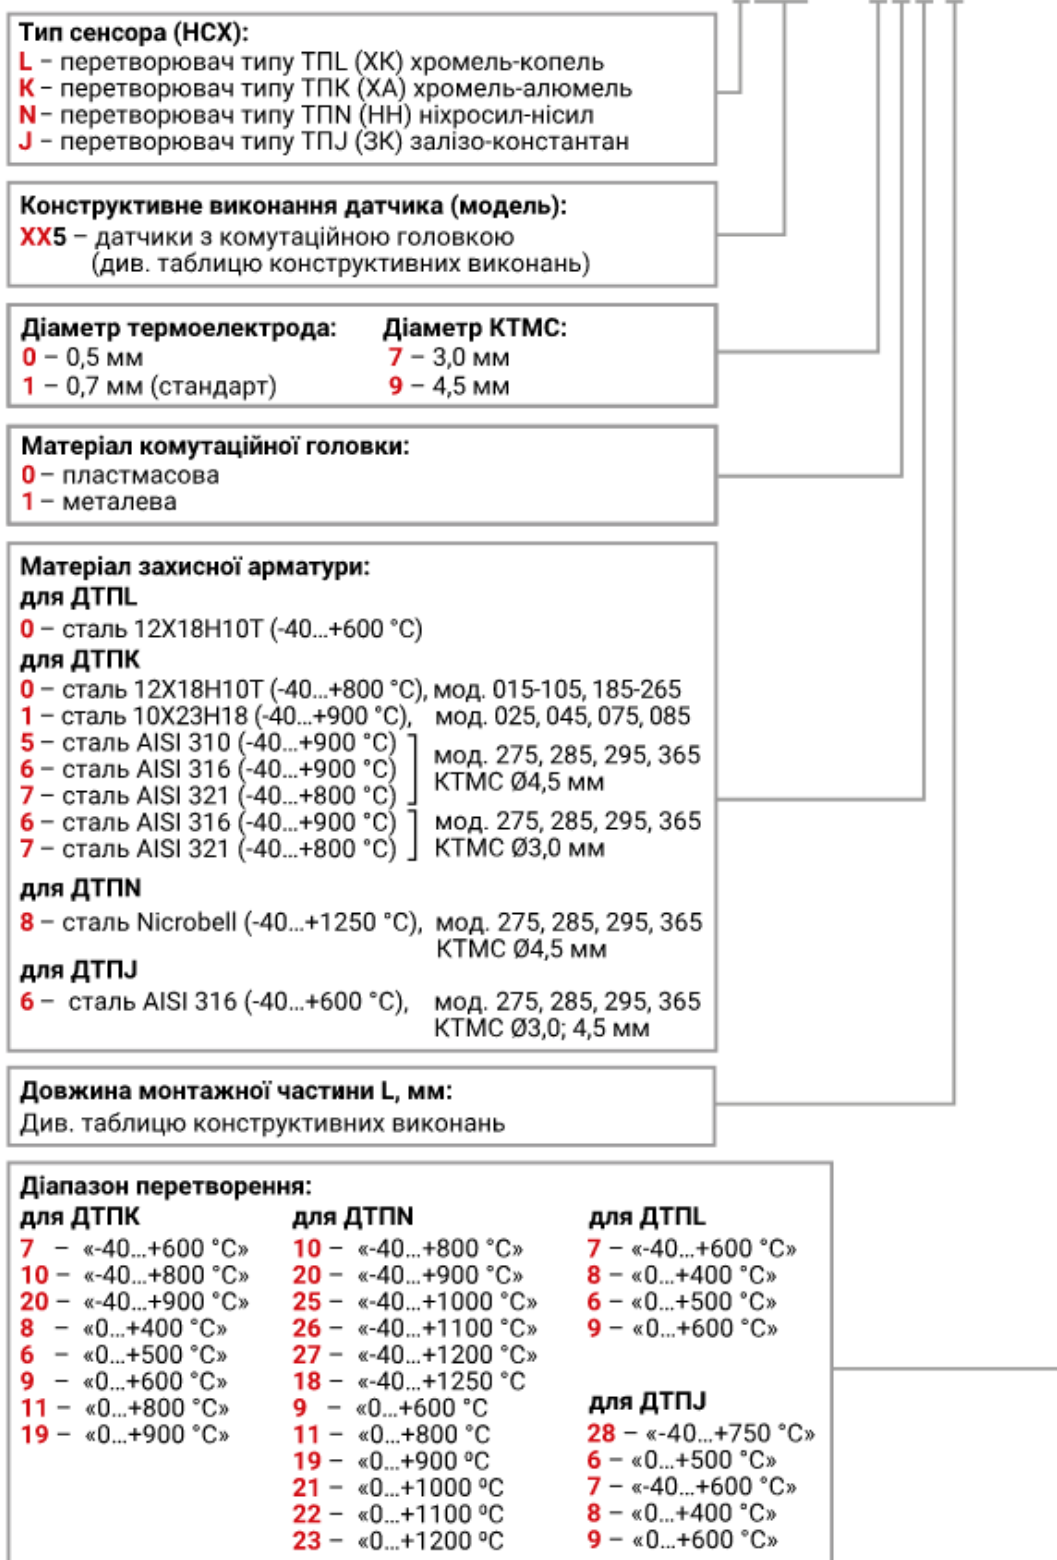 Тип сенсора (НСХ):
L – перетворювач типу ТПL (ХК) хромель-копель
K – перетворювач типу ТПК (ХА) хромель-алюмель
N – перетворювач типу ТПN (НН) ніхросил-нісил
J – перетворювач типу ТПJ (ЗК) залізо-константан
Конструктивне виконання датчика (модель):
XX5 – датчики з комутаційною головкою
(див. таблицю конструктивних виконань)
Діаметр термоелектрода: Діаметр КТМС:
0 – 0,5 мм 7 – 3,0 мм
1 – 0,7 мм (стандарт) 9 – 4,5 мм
Матеріал комутаційної головки:
0 – пластмасова
1 – металева
Матеріал захисної арматури:
для ДТПL
0 – сталь 12Х18Н10Т (-40...+600 °С)
для ДТПК
0 – сталь 12Х18Н10Т (-40...+800 °С), мод. 015-105, 185-265
1 – сталь 10Х23Н18 (-40...+900 °С), мод. 025, 045, 075, 085
5 – сталь AISI 310 (-40...+900 °С)
6 – сталь AISI 316 (-40...+900 °С)
7 – сталь AISI 321 (-40...+800 °С)
мод. 275, 285, 295, 365
КТМС Ø4,5 мм
6 – сталь AISI 316 (-40...+900 °С)
7 – сталь AISI 321 (-40...+800 °С)
мод. 275, 285, 295, 365
КТМС Ø3,0 мм
для ДТПN
8 – сталь Nicrobell (-40...+1250 °С), мод. 275, 285, 295, 365
КТМС Ø4,5 мм
для ДТПJ
6 – сталь AISI 316 (-40...+600 °С), мод. 275, 285, 295, 365
КТМС Ø3,0; 4,5 мм
Довжина монтажної частини L, мм:
Див. таблицю конструктивних виконань
Діапазон перетворення:
для ДТПК
7 – «-40...+600 °С»
10 – «-40...+800 °С»
20 – «-40...+900 °С»
8 – «0...+400 °С»
6 – «0...+500 °С»
9 – «0...+600 °С»
11 – «0...+800 °С»
19 – «0...+900 °С»
для ДТПN
10 – «-40...+800 °С»
20 – «-40...+900 °С»
25 – «-40...+1000 °С»
26 – «-40...+1100 °С»
27 – «-40...+1200 °С»
18 – «-40...+1250 °С
9 – «0...+600 °С
11 – «0...+800 °С
19 – «0...+900 ºС
21 – «0...+1000 ºС
22 – «0...+1100 ºС
23 – «0...+1200 ºС
для ДТПL
7 – «-40...+600 °С»
8 – «0...+400 °С»
6 – «0...+500 °С»
9 – «0...+600 °С»
для ДТПJ
28 – «-40...+750 °С»
6 – «0...+500 °С»
7 – «-40...+600 °С»
8 – «0...+400 °С»
9 – «0...+600 °С»